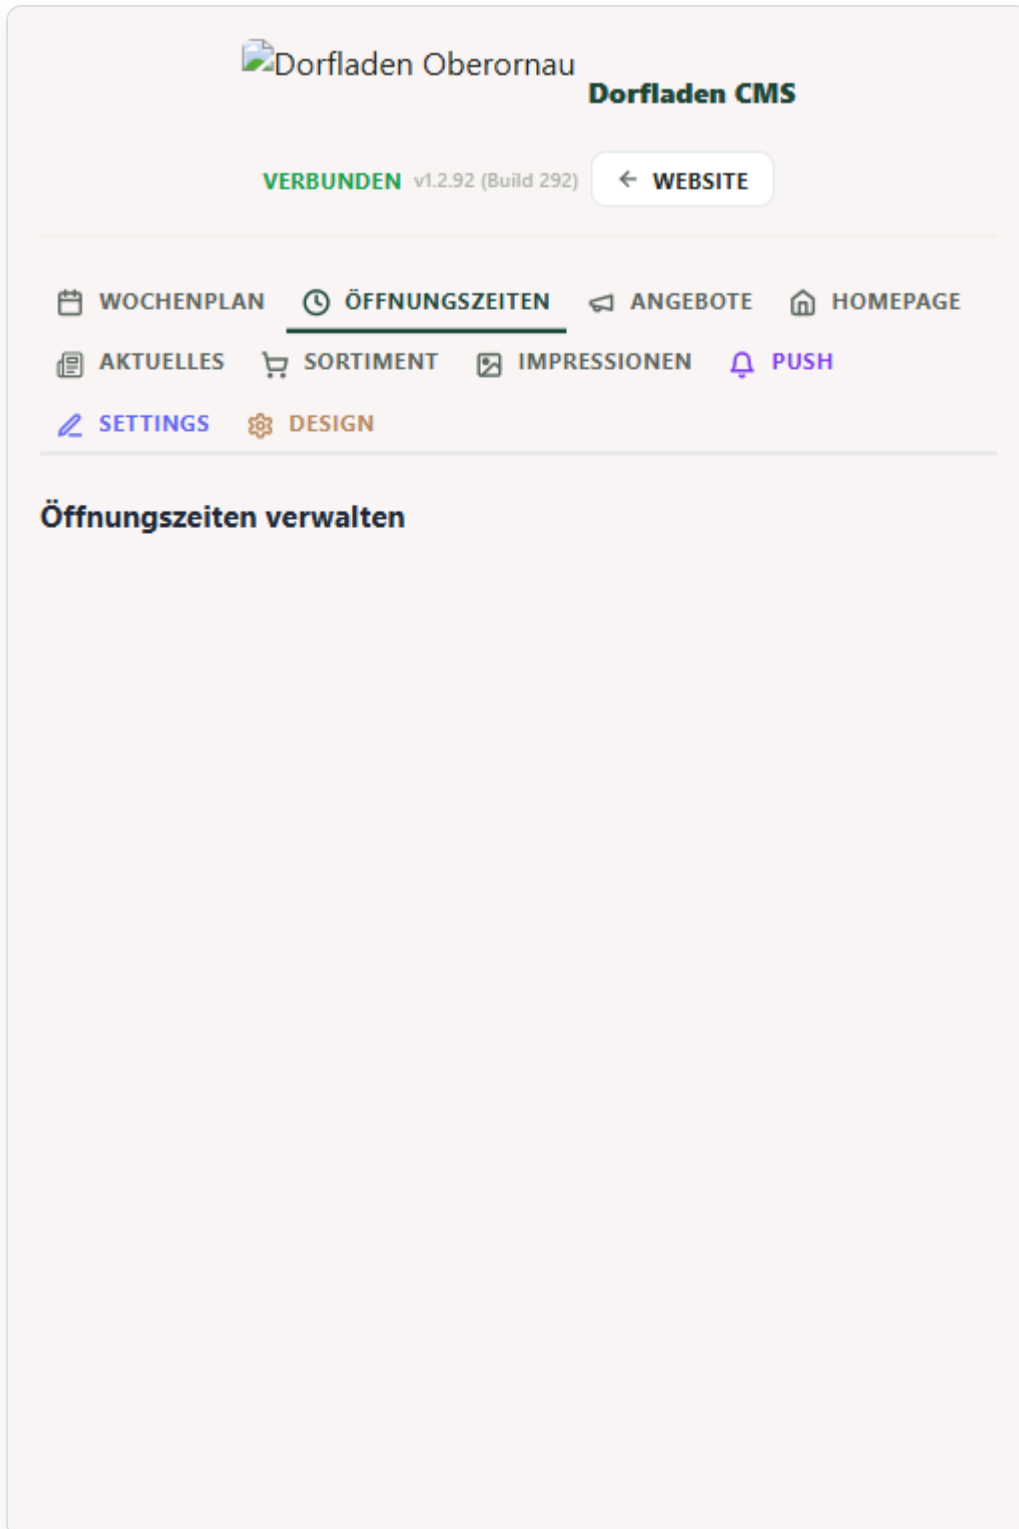 Dorfladen Oberornau Dorfladen CMS
VERBUNDEN v1.2.92 (Build 292) ← WEBSITE
WOCHENPLAN ÖFFNUNGSZEITEN ANGEBOTE HOMEPAGE
AKTUELLES SORTIMENT IMPRESSIONEN PUSH
SETTINGS DESIGN
Öffnungszeiten verwalten